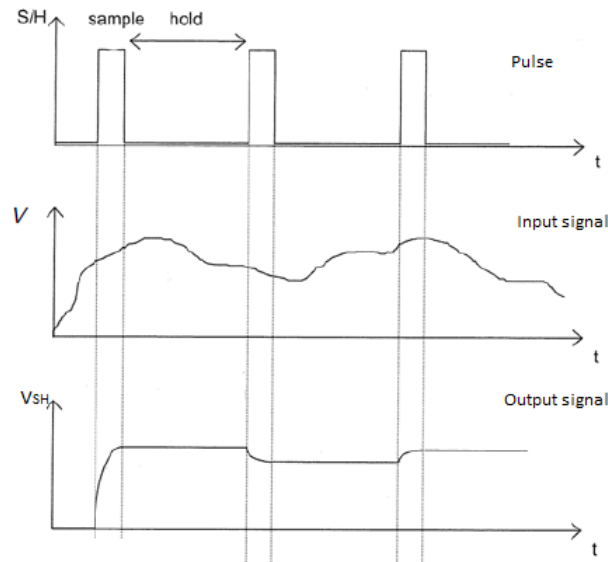 S/H sample hold
Pulse
t
V
Input signal
t
VSH
Output signal
t